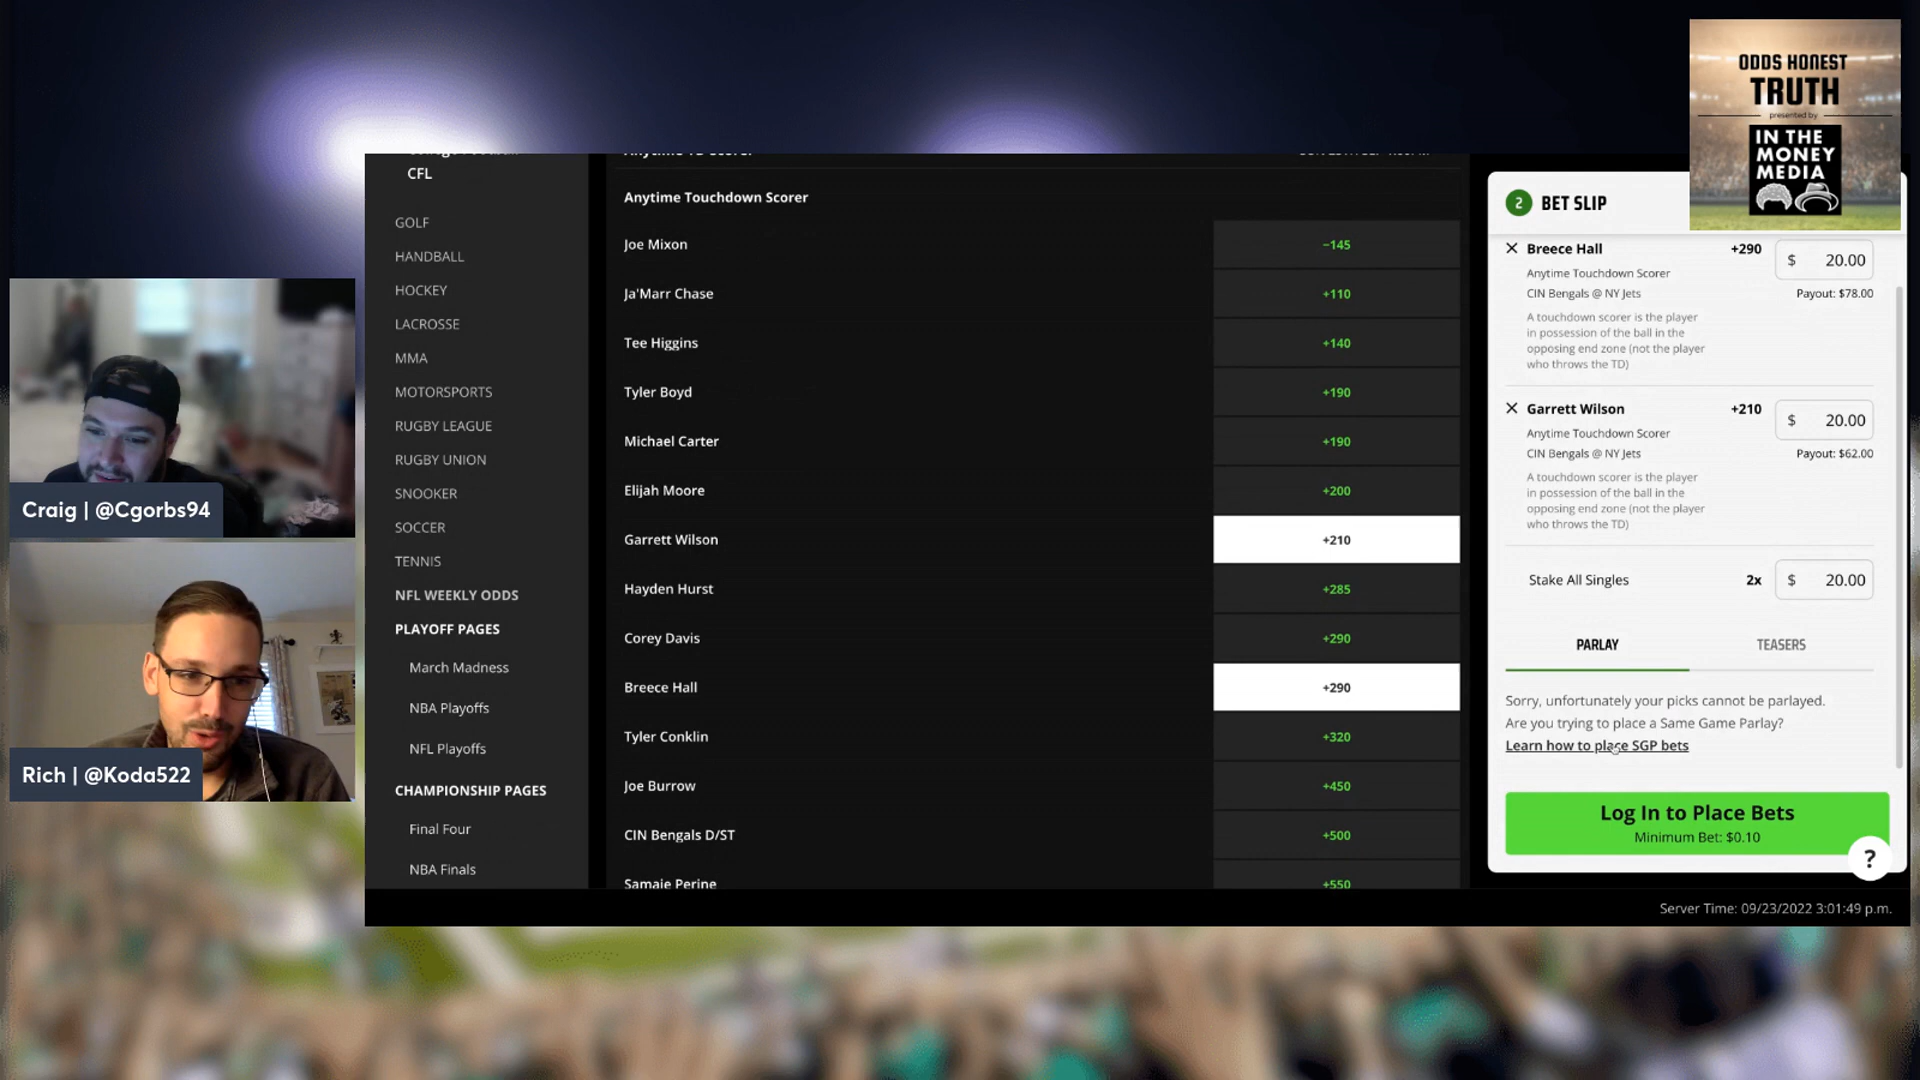 ODDS HONEST
TRUTH
presented by
IN THE
MONEY
MEDIA
CFL
GOLF
HANDBALL
HOCKEY
LACROSSE
MMA
MOTORSPORTS
RUGBY LEAGUE
RUGBY UNION
SNOOKER
SOCCER
TENNIS
NFL WEEKLY ODDS
PLAYOFF PAGES
March Madness
NBA Playoffs
NFL Playoffs
CHAMPIONSHIP PAGES
Final Four
NBA Finals
Anytime Touchdown Scorer
Joe Mixon −145
Ja'Marr Chase +110
Tee Higgins +140
Tyler Boyd +190
Michael Carter +190
Elijah Moore +200
Garrett Wilson +210
Hayden Hurst +285
Corey Davis +290
Breece Hall +290
Tyler Conklin +320
Joe Burrow +450
CIN Bengals D/ST +500
Samaje Perine +550
2 BET SLIP
Breece Hall +290 $ 20.00
Anytime Touchdown Scorer
CIN Bengals @ NY Jets Payout: $78.00
A touchdown scorer is the player
in possession of the ball in the
opposing end zone (not the player
who throws the TD)
Garrett Wilson +210 $ 20.00
Anytime Touchdown Scorer
CIN Bengals @ NY Jets Payout: $62.00
A touchdown scorer is the player
in possession of the ball in the
opposing end zone (not the player
who throws the TD)
Stake All Singles 2x $ 20.00
PARLAY TEASERS
Sorry, unfortunately your picks cannot be parlayed.
Are you trying to place a Same Game Parlay?
Learn how to place SGP bets
Log In to Place Bets
Minimum Bet: $0.10
?
Server Time: 09/23/2022 3:01:49 p.m.
Craig | @Cgorbs94
Rich | @Koda522